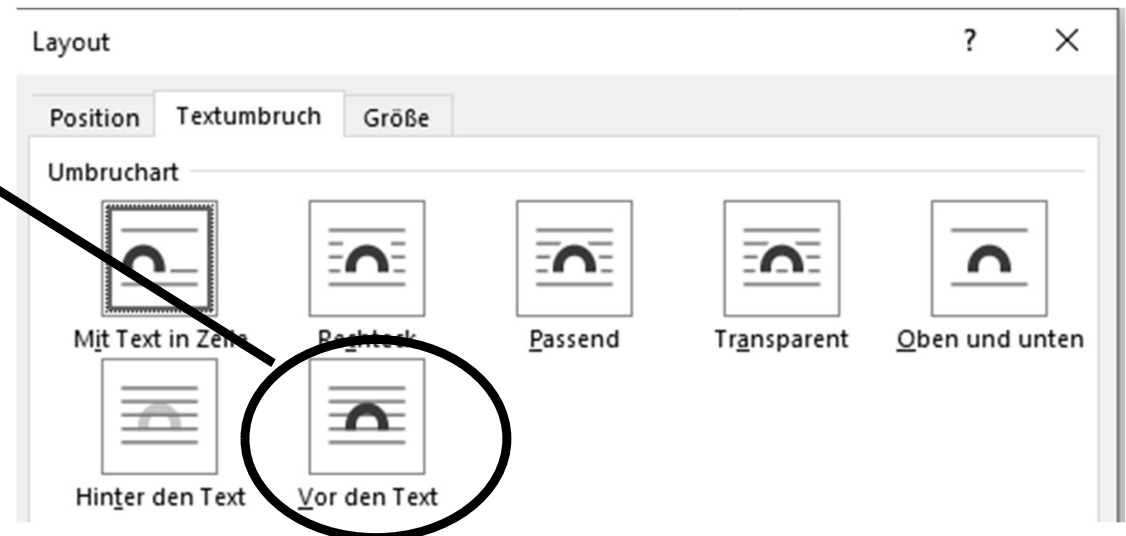 Layout ? ×
Position Textumbruch Größe
Umbruchart
Mit Text in Zeile Rechteck Passend Transparent Oben und unten
Hinter den Text Vor den Text